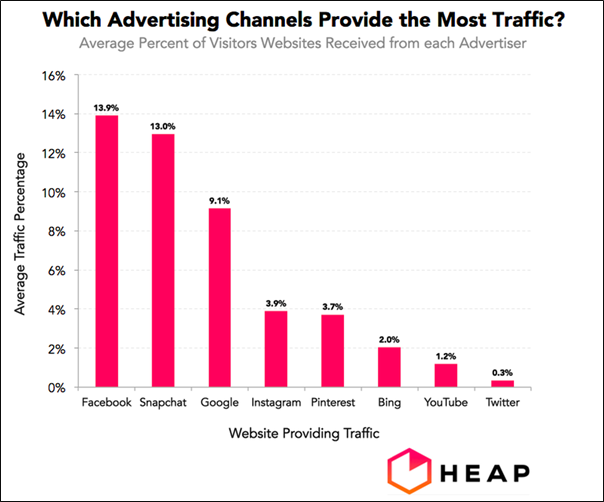 Which Advertising Channels Provide the Most Traffic?
Average Percent of Visitors Websites Received from each Advertiser
Average Traffic Percentage
16%
14%
12%
10%
8%
6%
4%
2%
0%
13.9%
13.0%
9.1%
3.9%
3.7%
2.0%
1.2%
0.3%
Facebook Snapchat Google Instagram Pinterest Bing YouTube Twitter
Website Providing Traffic
HEAP